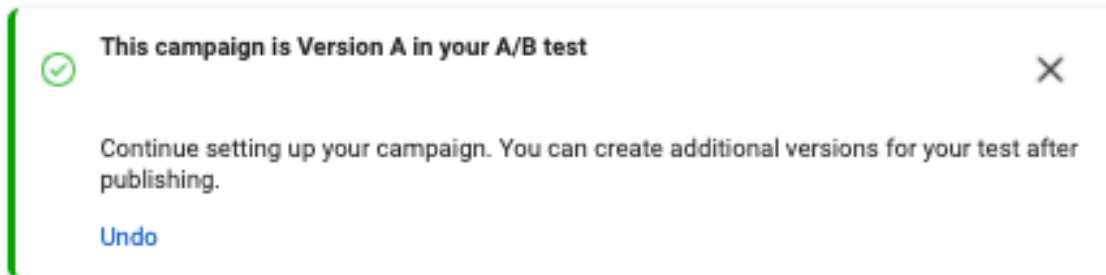 This campaign is Version A in your A/B test
Continue setting up your campaign. You can create additional versions for your test after
publishing.
Undo